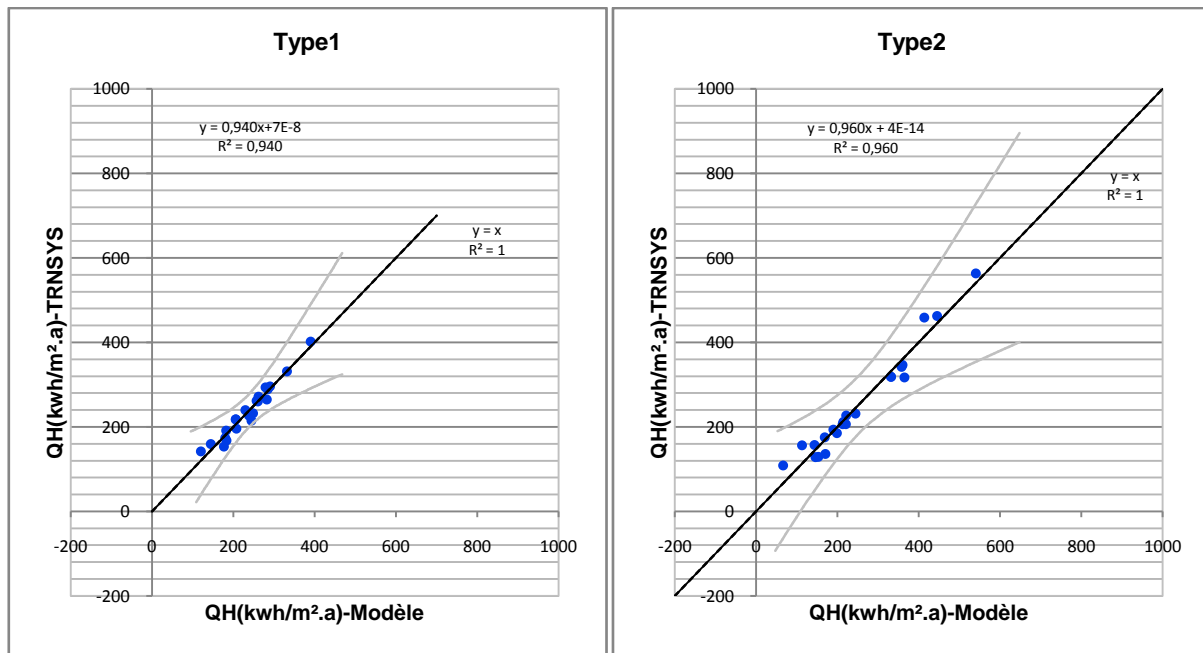 Type1
1000
800
600
400
200
0
-200
-200 0 200 400 600 800 1000
y = 0,940x+7E-8
R² = 0,940
y = x
R² = 1
QH(kwh/m².a)-TRNSYS
QH(kwh/m².a)-Modèle
Type2
1000
800
600
400
200
0
-200
-200 0 200 400 600 800 1000
y = 0,960x + 4E-14
R² = 0,960
y = x
R² = 1
QH(kwh/m².a)-TRNSYS
QH(kwh/m².a)-Modèle